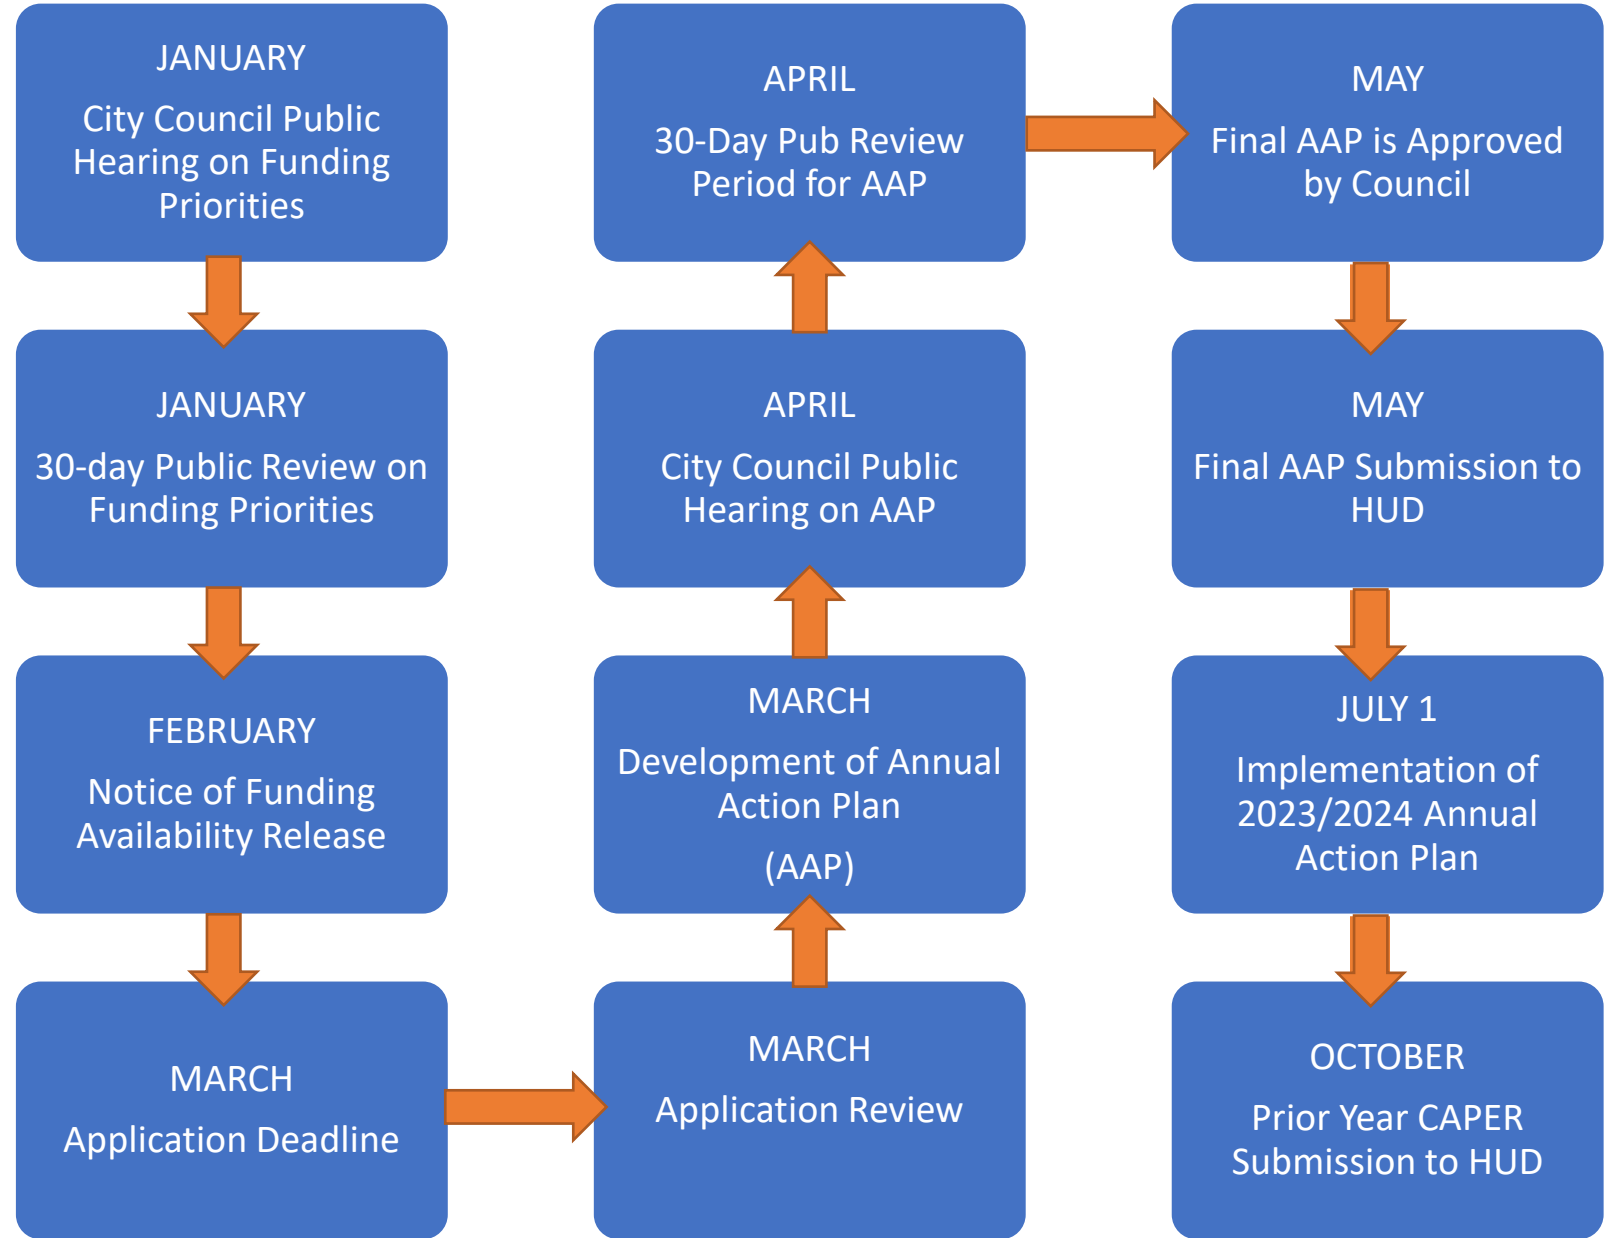 JANUARY
City Council Public
Hearing on Funding
Priorities
JANUARY
30-day Public Review on
Funding Priorities
FEBRUARY
Notice of Funding
Availability Release
MARCH
Application Deadline
MARCH
Application Review
MARCH
Development of Annual
Action Plan
(AAP)
APRIL
City Council Public
Hearing on AAP
APRIL
30-Day Pub Review
Period for AAP
MAY
Final AAP is Approved
by Council
MAY
Final AAP Submission to
HUD
JULY 1
Implementation of
2023/2024 Annual
Action Plan
OCTOBER
Prior Year CAPER
Submission to HUD